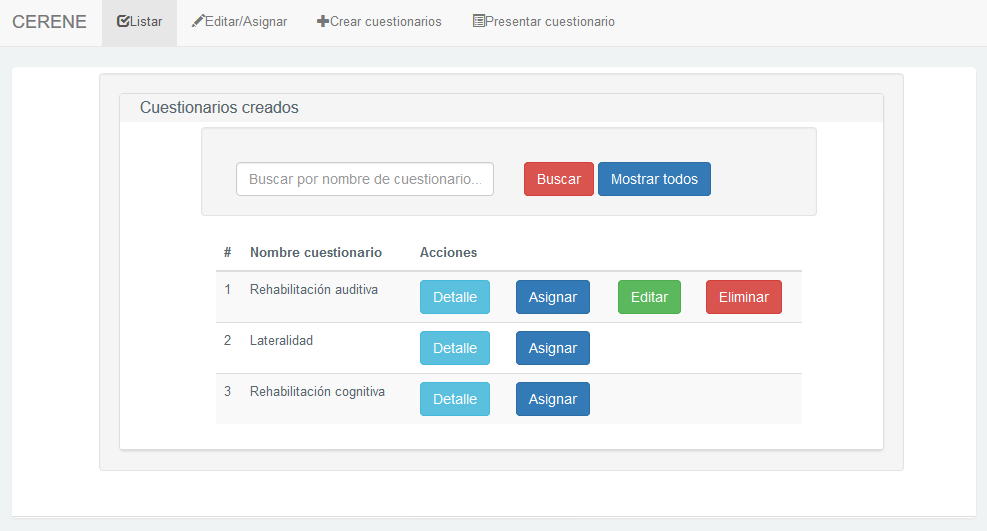 CERENE Listar Editar/Asignar Crear cuestionarios Presentar cuestionario
Cuestionarios creados
Buscar por nombre de cuestionario... Buscar Mostrar todos
# Nombre cuestionario Acciones
1 Rehabilitación auditiva Detalle Asignar Editar Eliminar
2 Lateralidad Detalle Asignar
3 Rehabilitación cognitiva Detalle Asignar